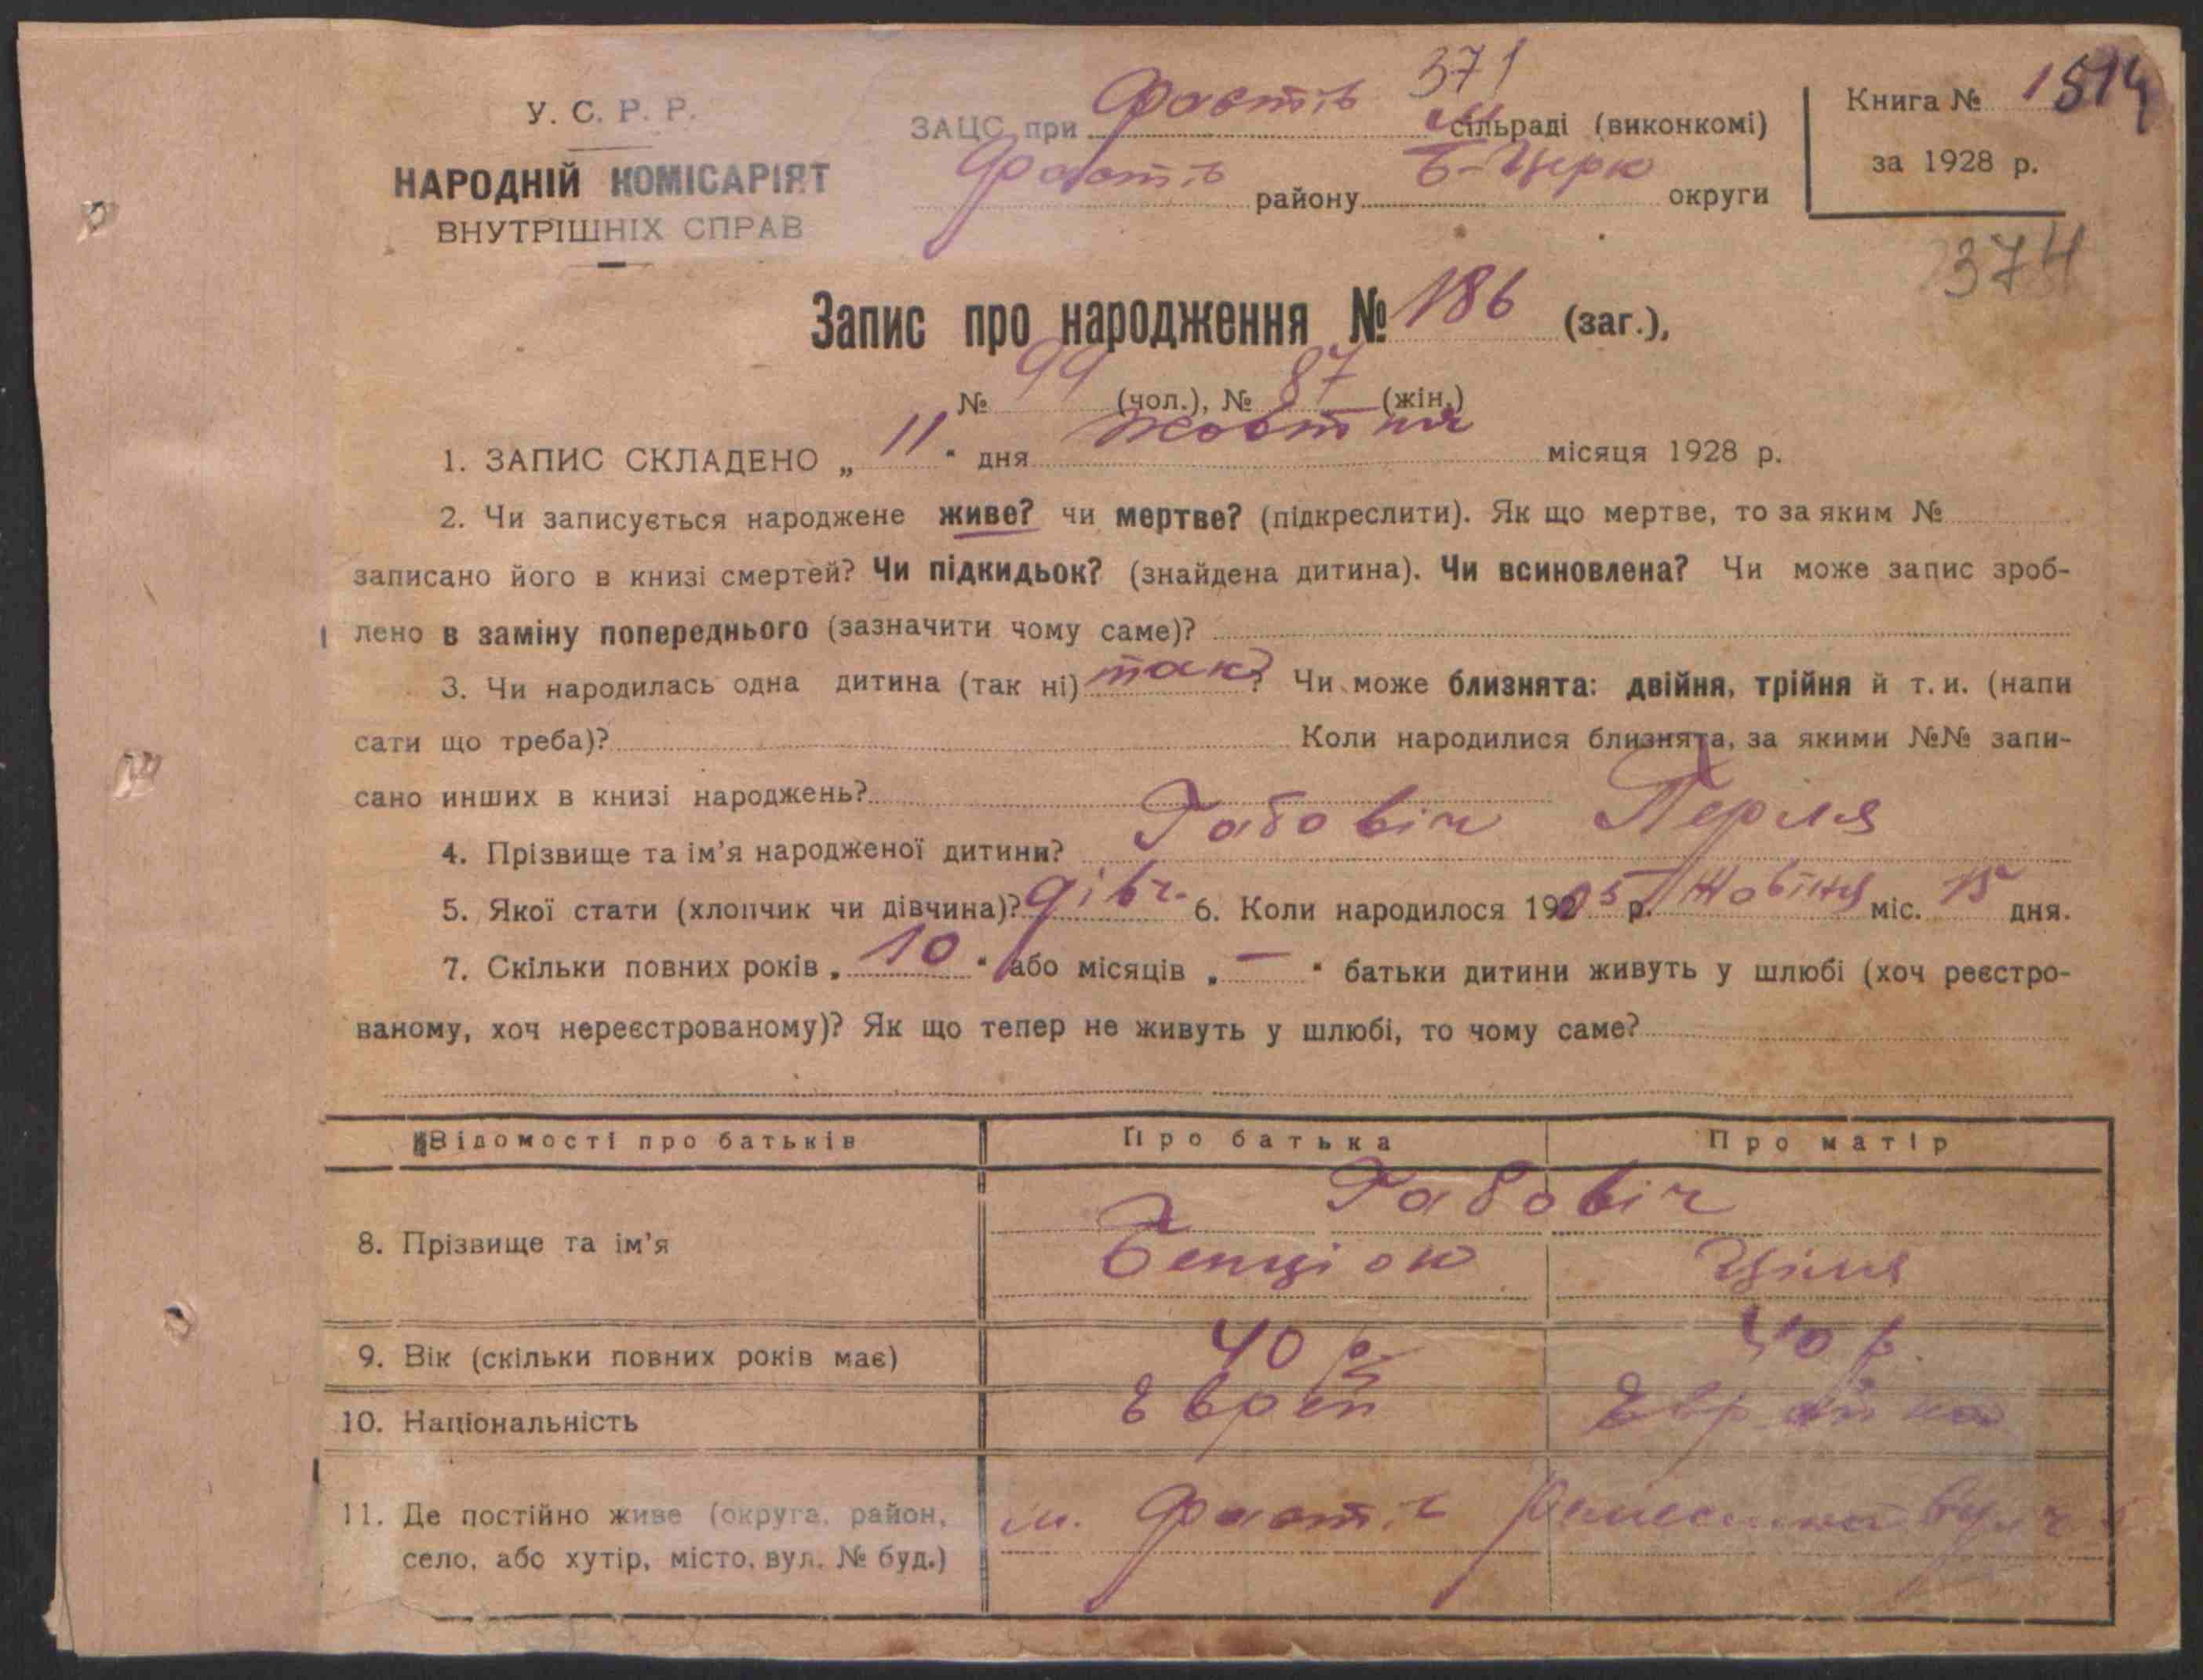 371
У. С. Р. Р.
НАРОДНІЙ КОМІСАРІЯТ
ВНУТРІШНІХ СПРАВ
ЗАЦС при Фастів м сільраді (виконкомі)
Фастів району Б-Церк округи
Книга № 1514
за 1928 р.
374
Запис про народження № 186 (заг.),
№ 99 (чол.), № 87 (жін.)
1. ЗАПИС СКЛАДЕНО „ 11 " дня жовтня місяця 1928 р.
2. Чи записується народжене живе? чи мертве? (підкреслити). Як що мертве, то за яким №
записано його в книзі смертей? Чи підкидьок? (знайдена дитина). Чи всиновлена? Чи може запис зроб-
лено в заміну попереднього (зазначити чому саме)?
3. Чи народилась одна дитина (так ні) так? Чи може близнята: двійня, трійня й т. и. (напи
сати що треба)? Коли народилися близнята, за якими №№ запи-
сано инших в книзі народжень?
4. Прізвище та ім'я народженої дитини? Рабовіч Перля
5. Якої стати (хлопчик чи дівчина)? дівч. 6. Коли народилося 1925 р. Жовтня міс. 15 дня.
7. Скільки повних років „ 10 " або місяців „ — " батьки дитини живуть у шлюбі (хоч реєстро-
ваному, хоч нереєстрованому)? Як що тепер не живуть у шлюбі, то чому саме?
Відомості про батьків Про батька Про матір
Рабовіч
8. Прізвище та ім'я Бенціон Ціля
9. Вік (скільки повних років має) 40 р. 40 р.
10. Національність Єврей Єврейка
11. Де постійно живе (округа, район, м. Фастів вул
село, або хутір, місто, вул. № буд.)